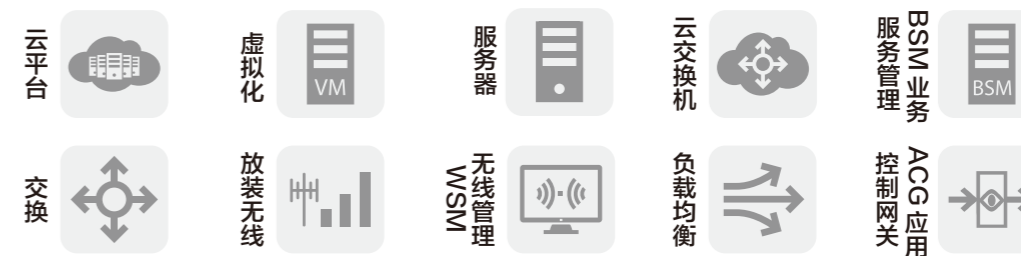 云平台
虚拟化
VM
服务器
云交换机
BSM 业务
服务管理
BSM
交换
放装无线
无线管理
WSM
负载均衡
ACG 应用
控制网关